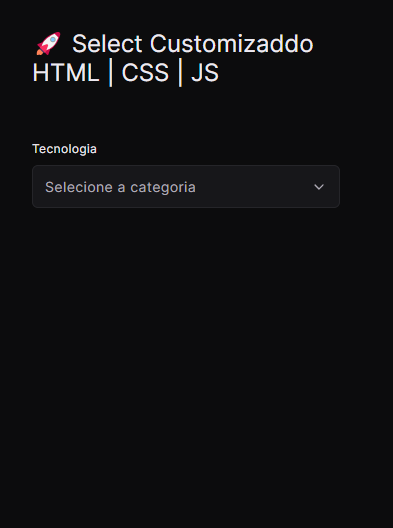 🚀 Select Customizaddo
HTML | CSS | JS
Tecnologia
Selecione a categoria